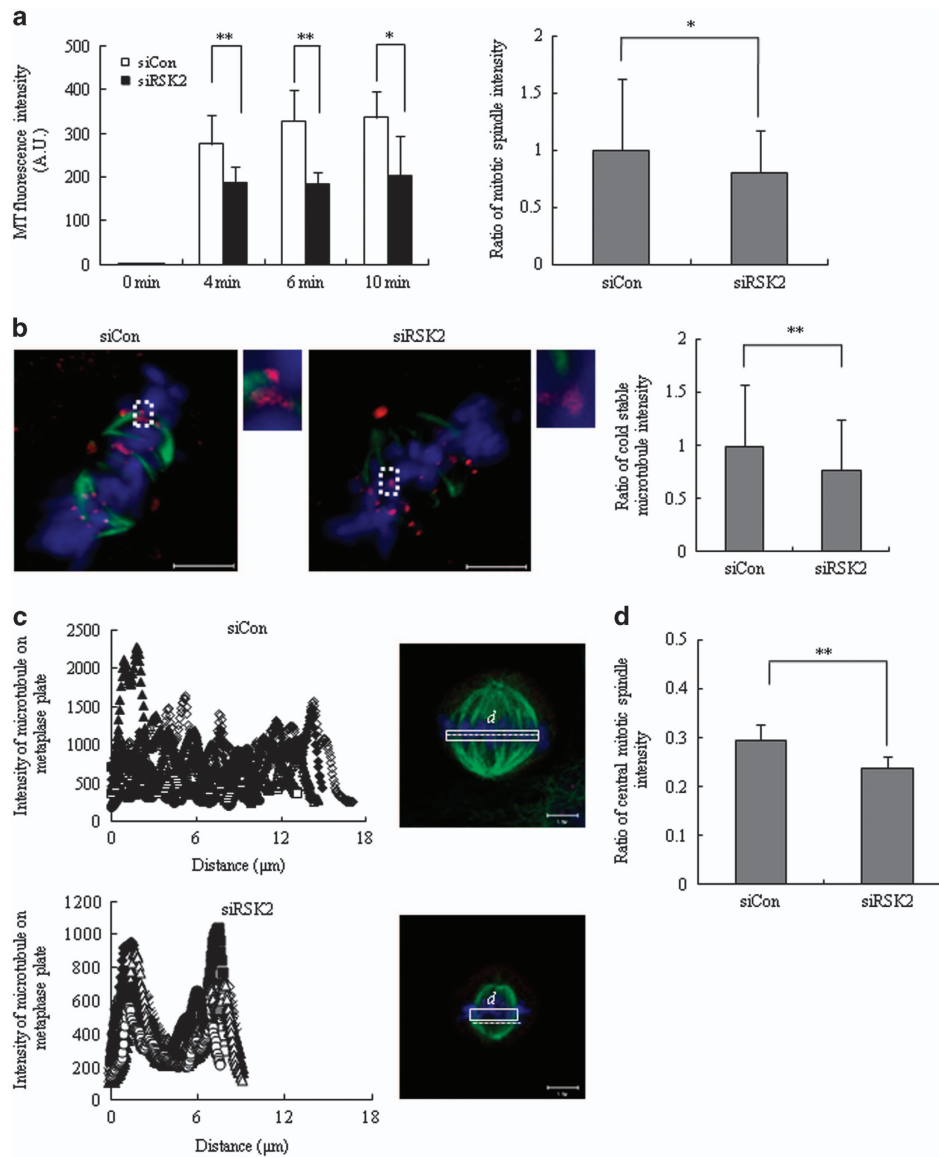 a
MT fluorescence intensity
(A.U.)
500
400
300
200
100
0
siCon
siRSK2
**
**
*
0 min
4 min
6 min
10 min
Ratio of mitotic spindle intensity
2
1.5
1
0.5
0
*
siCon
siRSK2
b
siCon
siRSK2
Ratio of cold stable
microtubule intensity
2
1.5
1
0.5
0
**
siCon
siRSK2
c
siCon
Intensity of microtubule on
metaphase plate
2500
2000
1500
1000
500
0
0
6
12
18
Distance (μm)
d
siRSK2
Intensity of microtubule on
metaphase plate
1200
1000
800
600
400
200
0
0
6
12
18
Distance (μm)
d
d
Ratio of central mitotic spindle
intensity
0.5
0.4
0.3
0.2
0.1
0
**
siCon
siRSK2